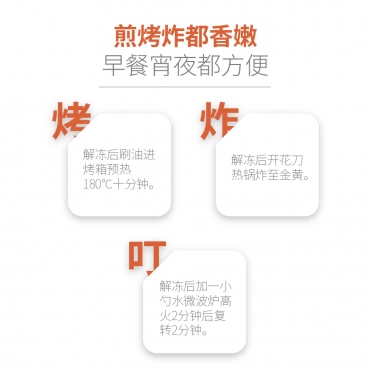 煎烤炸都香嫩
早餐宵夜都方便
烤
解冻后刷油进
烤箱预热
180℃十分钟。
炸
解冻后开花刀
热锅炸至金黄。
叮
解冻后加一小
勺水微波炉高
火2分钟后复
转2分钟。